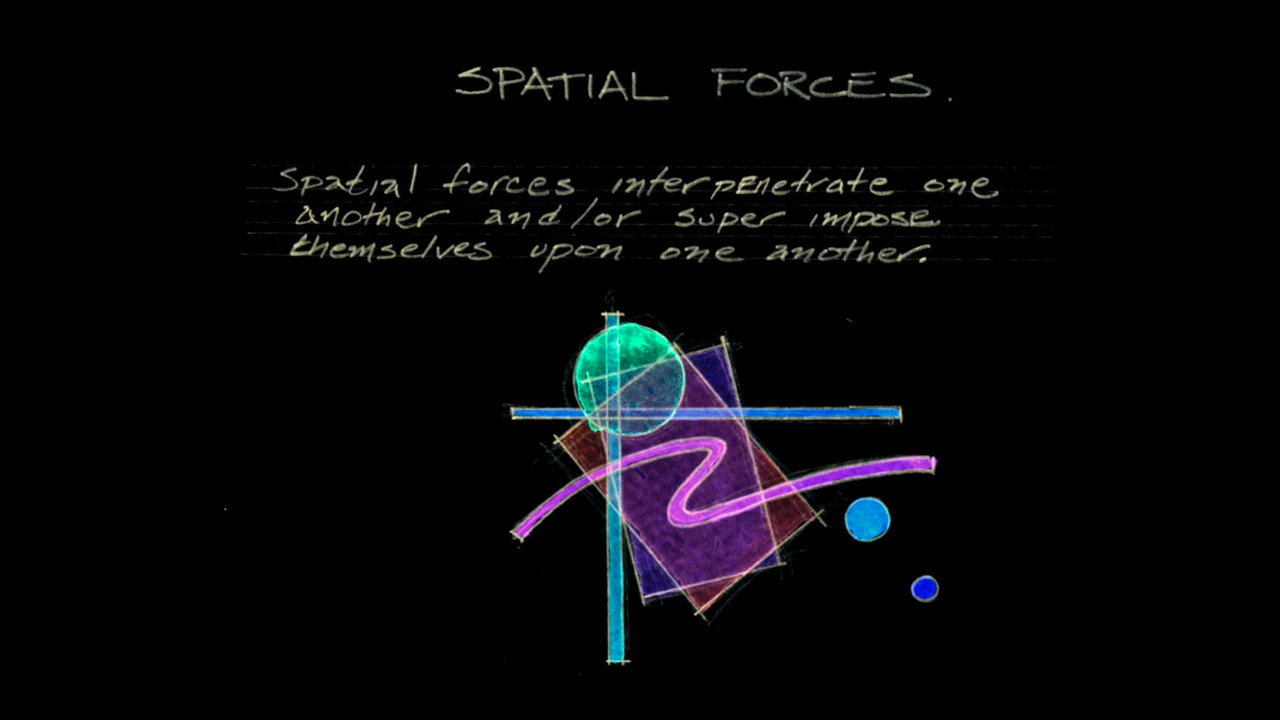 SPATIAL FORCES.
Spatial forces interpenetrate one
another and/or super impose
themselves upon one another.